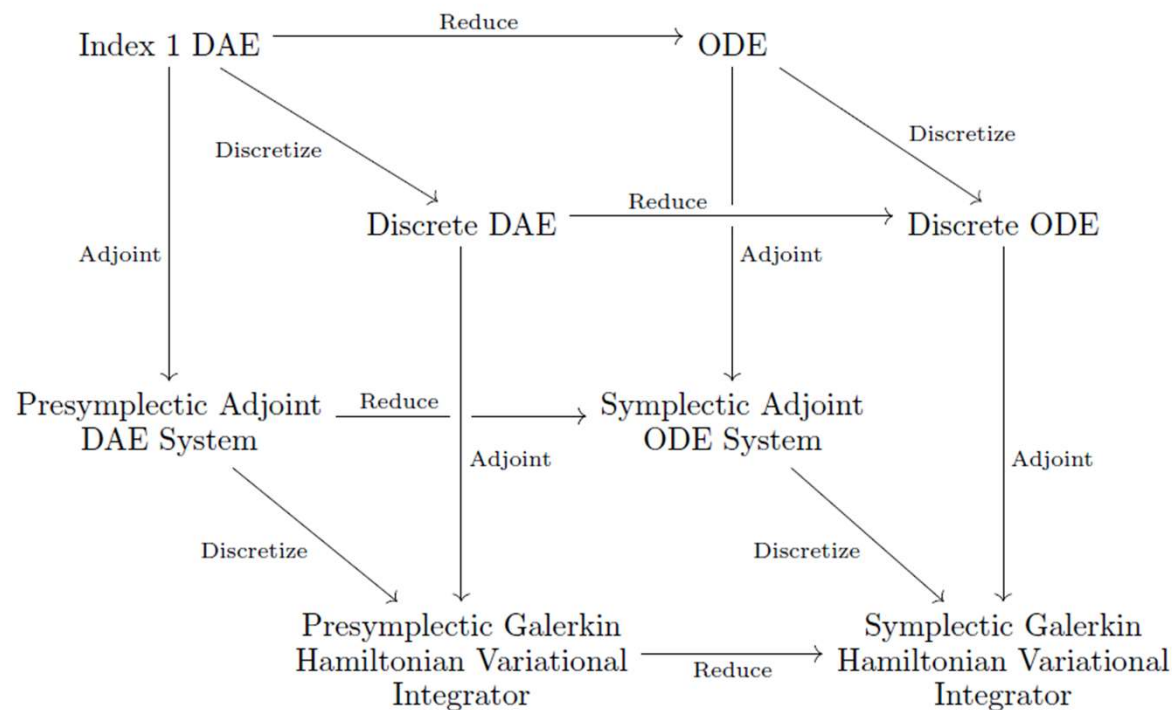 Reduce
Index 1 DAE
ODE
Discretize
Discretize
Reduce
Discrete DAE
Discrete ODE
Adjoint
Adjoint
Presymplectic Adjoint
DAE System
Reduce
Symplectic Adjoint
ODE System
Adjoint
Adjoint
Discretize
Discretize
Presymplectic Galerkin
Hamiltonian Variational
Integrator
Reduce
Symplectic Galerkin
Hamiltonian Variational
Integrator